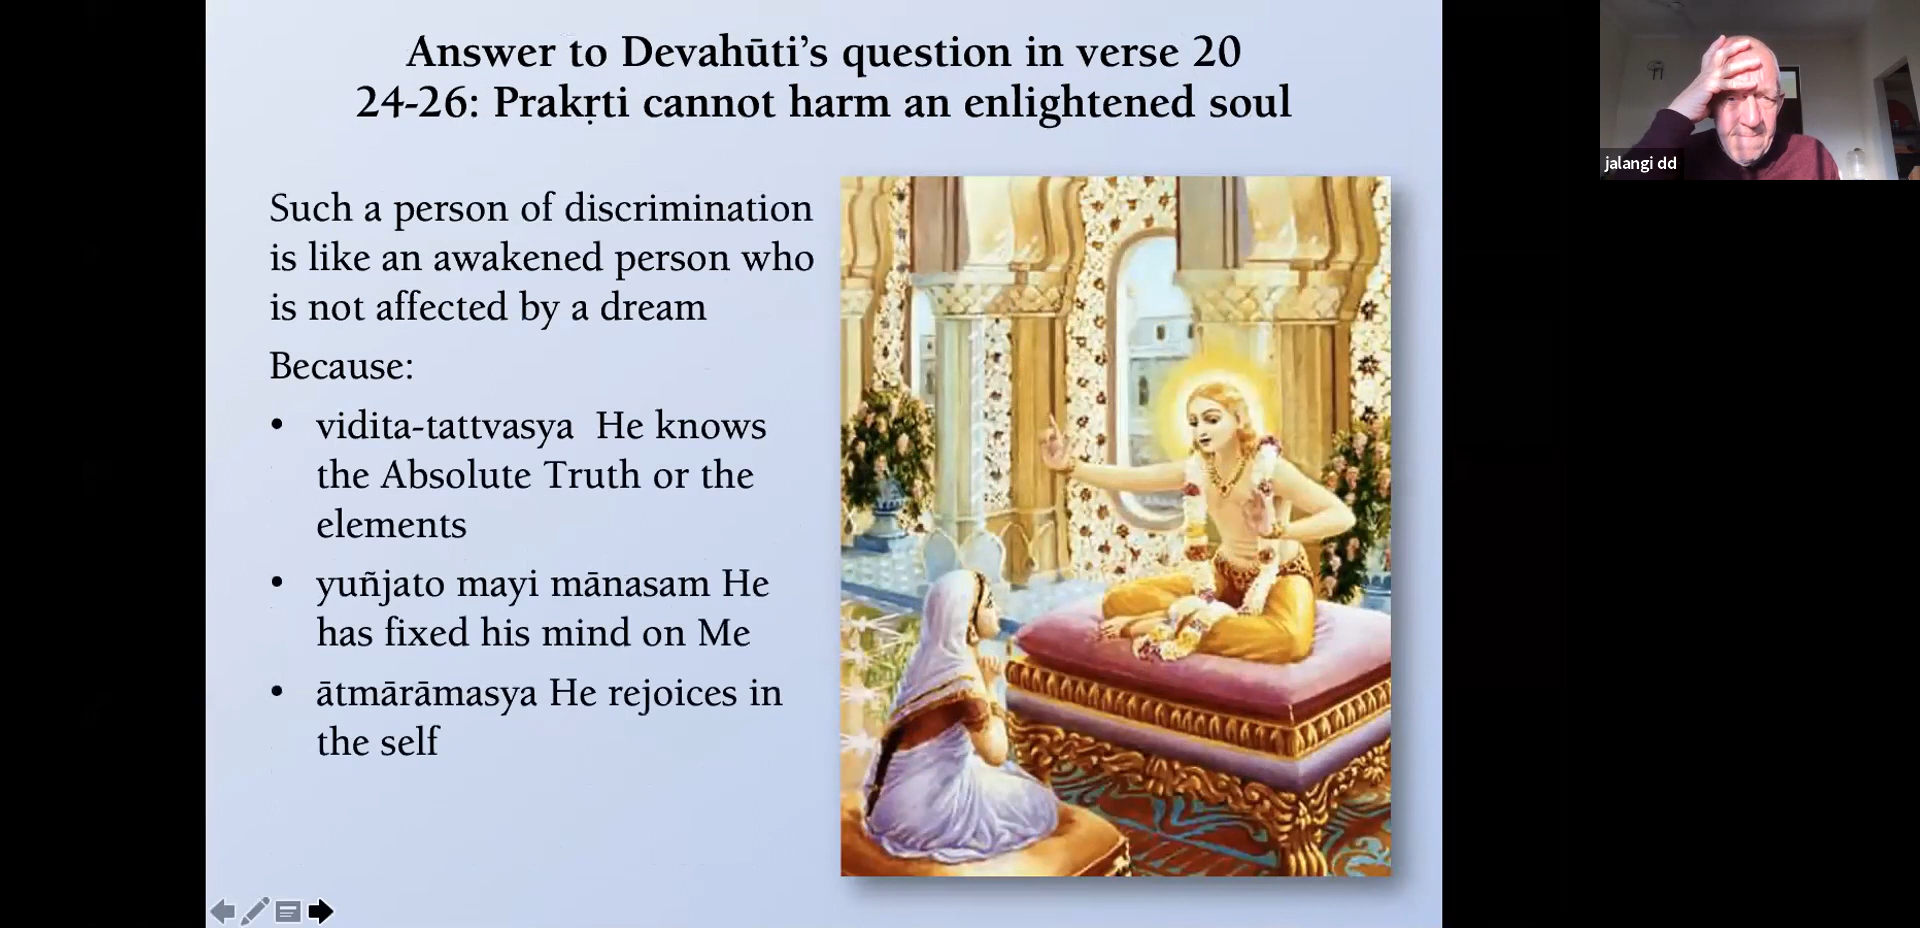 Answer to Devahūti’s question in verse 20
24-26: Prakṛti cannot harm an enlightened soul
Such a person of discrimination
is like an awakened person who
is not affected by a dream
Because:
• vidita-tattvasya He knows
the Absolute Truth or the
elements
• yuñjato mayi mānasam He
has fixed his mind on Me
• ātmārāmasya He rejoices in
the self
jalangi dd